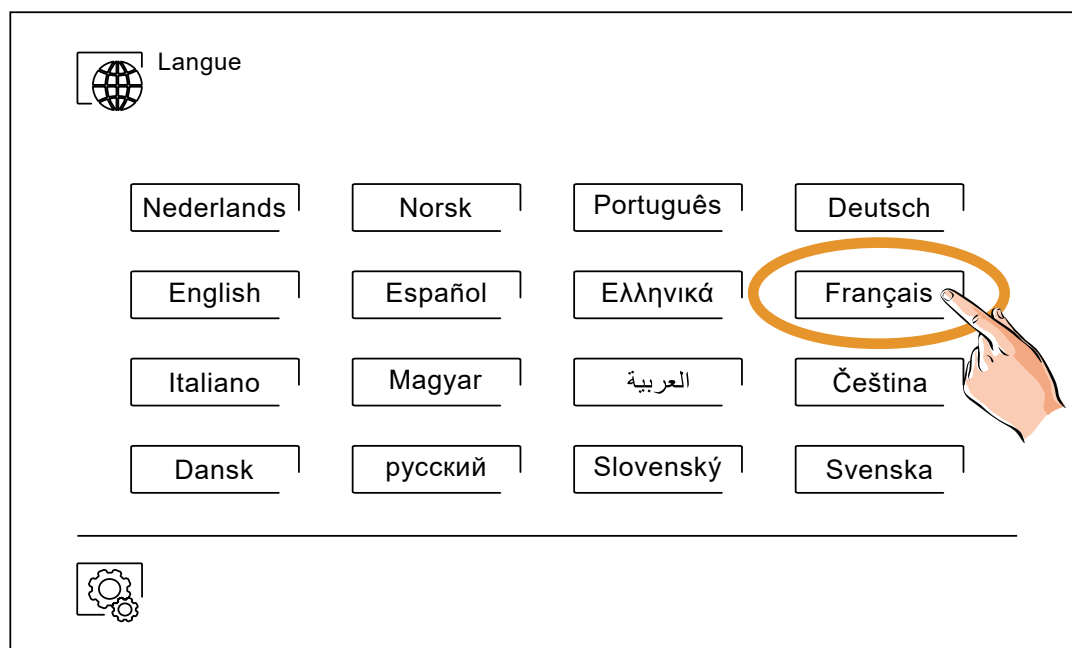 Langue
Nederlands Norsk Português Deutsch
English Español Ελληνικά Français
Italiano Magyar العربية Čeština
Dansk русский Slovenský Svenska